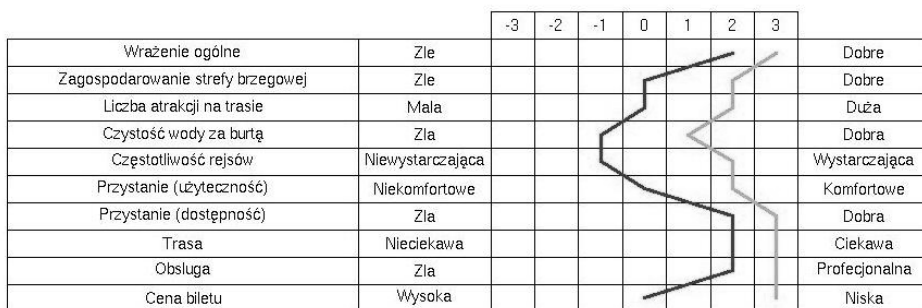 -3 -2 -1 0 1 2 3
Wrażenie ogólne Zle Dobre
Zagospodarowanie strefy brzegowej Zle Dobre
Liczba atrakcji na trasie Mala Duża
Czystość wody za burtą Zla Dobra
Częstotliwość rejsów Niewystarczająca Wystarczająca
Przystanie (użyteczność) Niekomfortowe Komfortowe
Przystanie (dostępność) Zla Dobra
Trasa Nieciekawa Ciekawa
Obsluga Zla Profecjonalna
Cena biletu Wysoka Niska